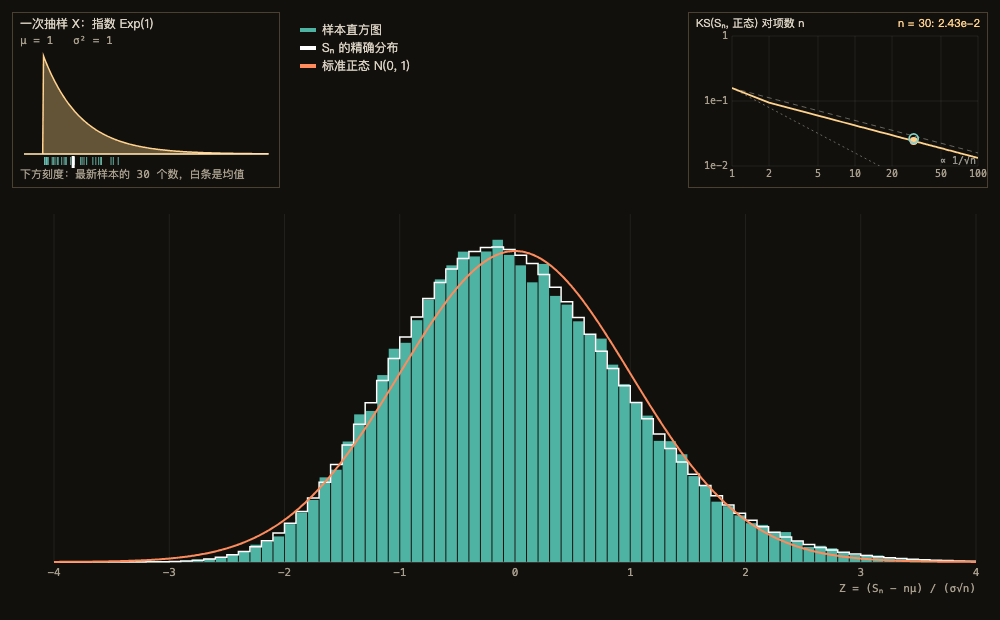 一次抽样 X：指数 Exp(1)
μ = 1   σ² = 1
下方刻度：最新样本的 30 个数，白条是均值
样本直方图
Sₙ 的精确分布
标准正态 N(0, 1)
KS(Sₙ, 正态) 对项数 n
n = 30: 2.43e-2
1
1e-1
1e-2
∝ 1/√n
1 2 5 10 20 50 100
−4 −3 −2 −1 0 1 2 3 4
Z = (Sₙ − nμ) / (σ√n)